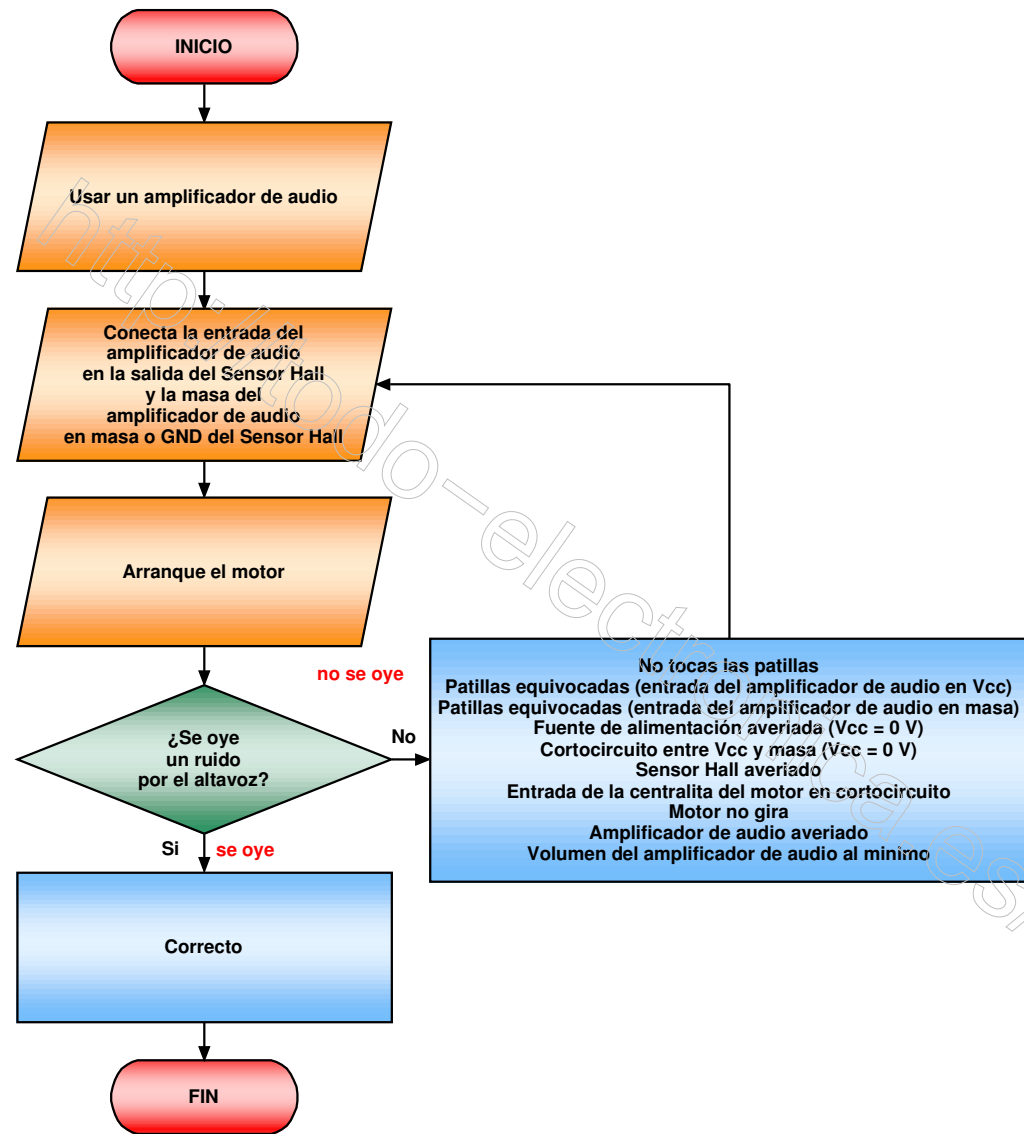 INICIO
Usar un amplificador de audio
Conecta la entrada del
amplificador de audio
en la salida del Sensor Hall
y la masa del
amplificador de audio
en masa o GND del Sensor Hall
Arranque el motor
no se oye
¿Se oye
un ruido
por el altavoz?
No
No tocas las patillas
Patillas equivocadas (entrada del amplificador de audio en Vcc)
Patillas equivocadas (entrada del amplificador de audio en masa)
Fuente de alimentación averiada (Vcc = 0 V)
Cortocircuito entre Vcc y masa (Vcc = 0 V)
Sensor Hall averiado
Entrada de la centralita del motor en cortocircuito
Motor no gira
Amplificador de audio averiado
Volumen del amplificador de audio al minimo
Si
se oye
Correcto
FIN
http://todo-electronica.es/